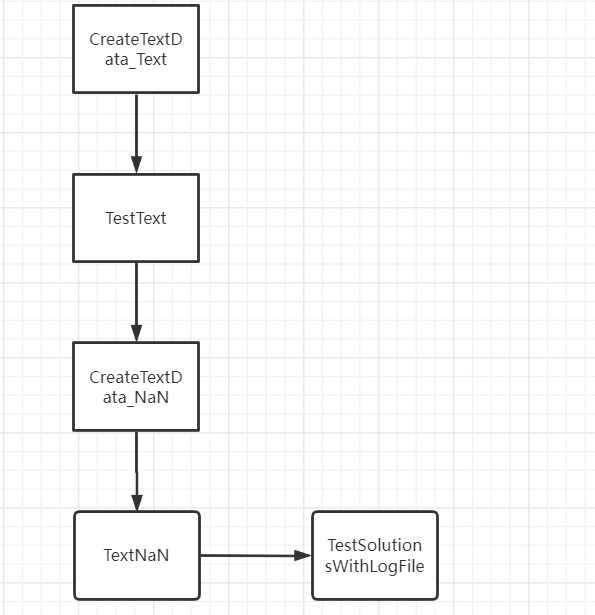 CreateTextD
ata_Text
TestText
CreateTextD
ata_NaN
TextNaN
TestSolution
sWithLogFile